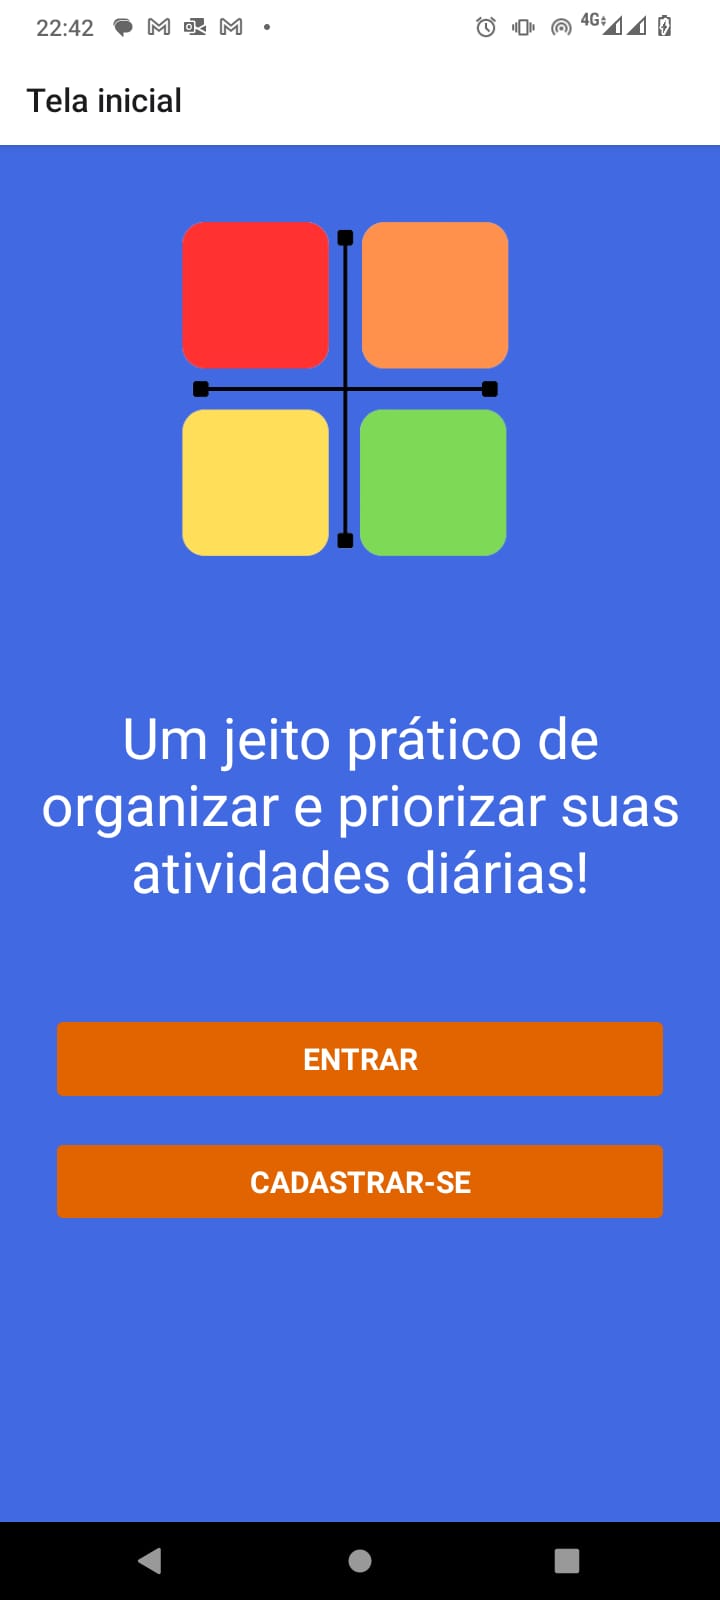 22:42
4G
Tela inicial
Um jeito prático de
organizar e priorizar suas
atividades diárias!
ENTRAR
CADASTRAR-SE